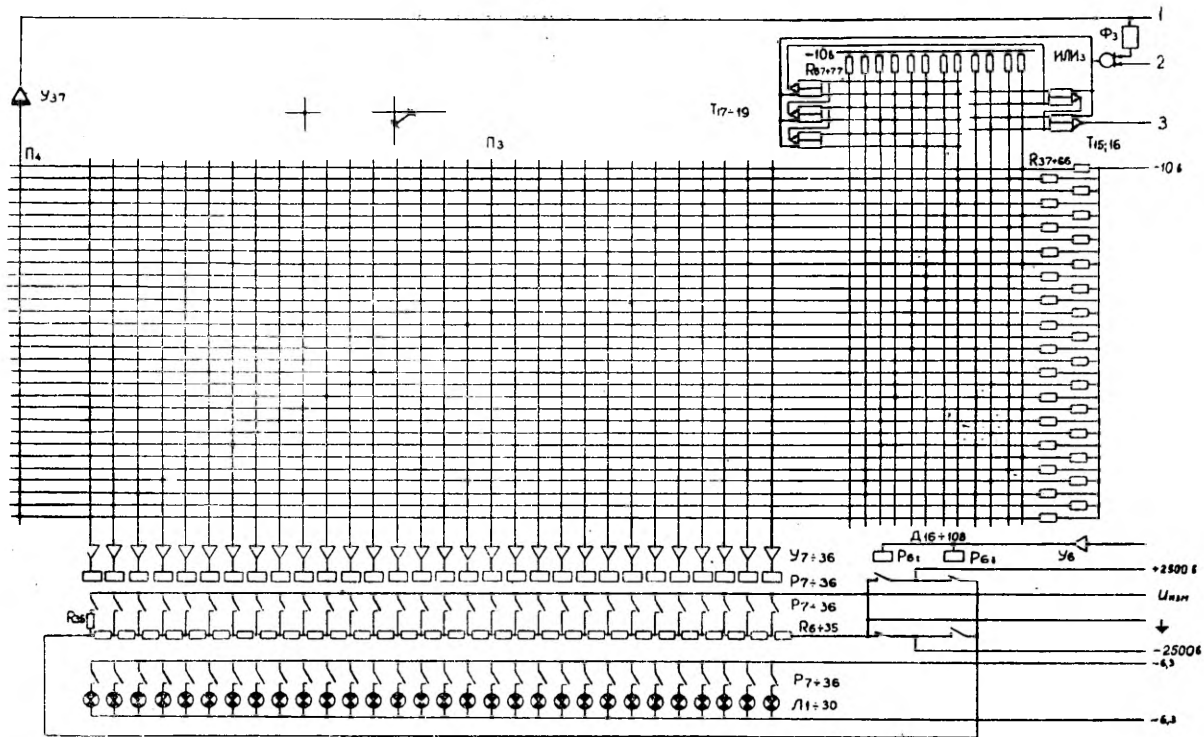 1
Ф3
-10в
ИЛИ3
2
R67÷77
У37
Т17÷19
3
П4
П3
Т15;16
R37÷66
-10в
Д16÷108
У7÷36
Р61
Р62
У6
Р7÷36
+2500в
Р7÷36
Uизм
R36
R6÷35
-2500в
-6,3
Р7÷36
Л1÷30
-6,3